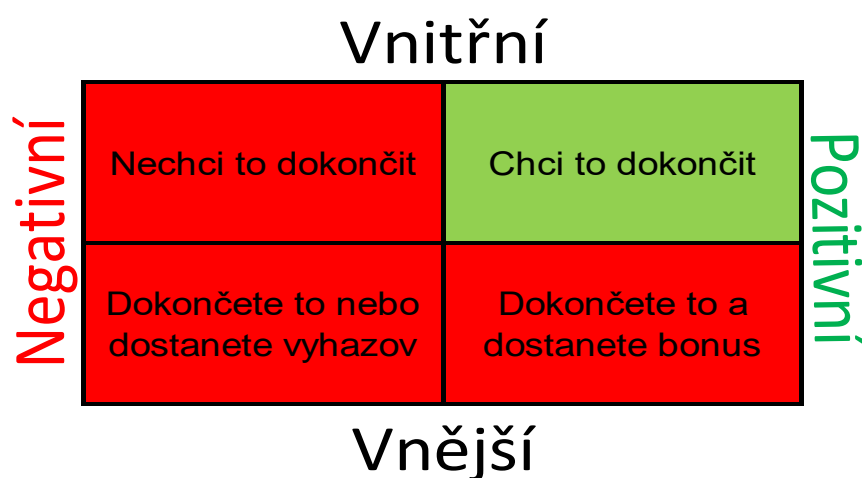 Vnitřní
Negativní
Nechci to dokončit
Chci to dokončit
Pozitivní
Dokončete to nebo
dostanete vyhazov
Dokončete to a
dostanete bonus
Vnější